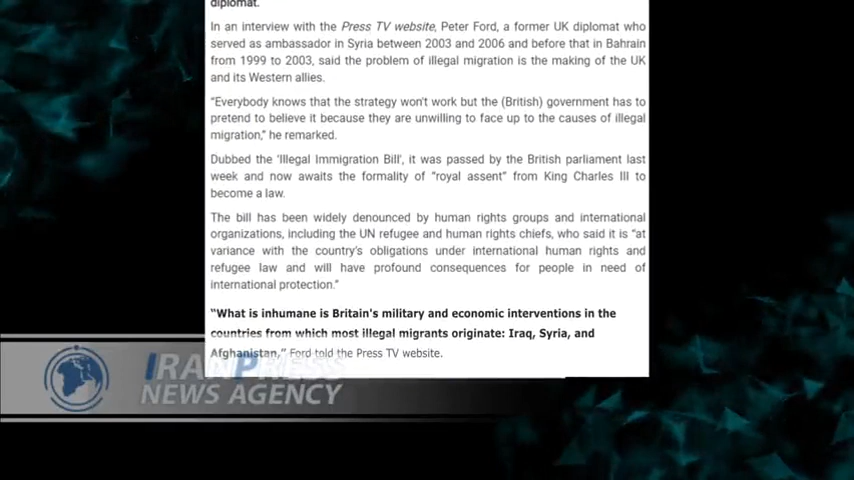 diplomat.
In an interview with the Press TV website, Peter Ford, a former UK diplomat who
served as ambassador in Syria between 2003 and 2006 and before that in Bahrain
from 1999 to 2003, said the problem of illegal migration is the making of the UK
and its Western allies.
“Everybody knows that the strategy won't work but the (British) government has to
pretend to believe it because they are unwilling to face up to the causes of illegal
migration,” he remarked.
Dubbed the ‘Illegal Immigration Bill’, it was passed by the British parliament last
week and now awaits the formality of “royal assent” from King Charles III to
become a law.
The bill has been widely denounced by human rights groups and international
organizations, including the UN refugee and human rights chiefs, who said it is “at
variance with the country’s obligations under international human rights and
refugee law and will have profound consequences for people in need of
international protection.”
“What is inhumane is Britain's military and economic interventions in the
countries from which most illegal migrants originate: Iraq, Syria, and
Afghanistan,” Ford told the Press TV website.
IRANPRESS
NEWS AGENCY